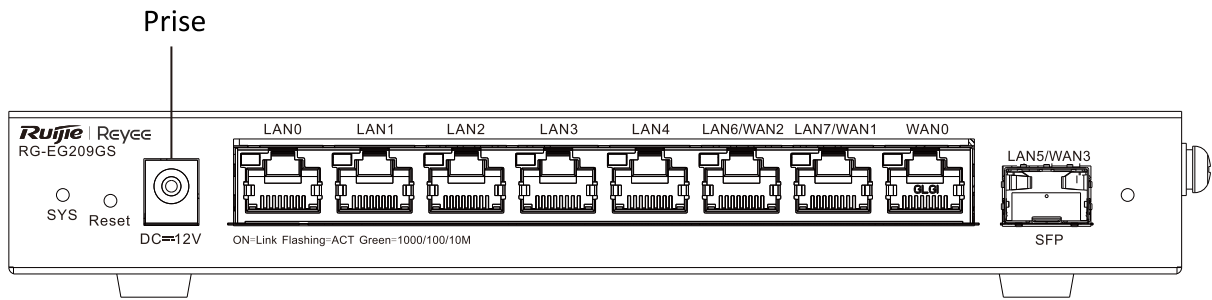 Prise
Ruijie | Reyee
RG-EG209GS
LAN0 LAN1 LAN2 LAN3 LAN4 LAN6/WAN2 LAN7/WAN1 WAN0
LAN5/WAN3
GLGI
SYS Reset
DC⎓12V
ON=Link Flashing=ACT Green=1000/100/10M
SFP